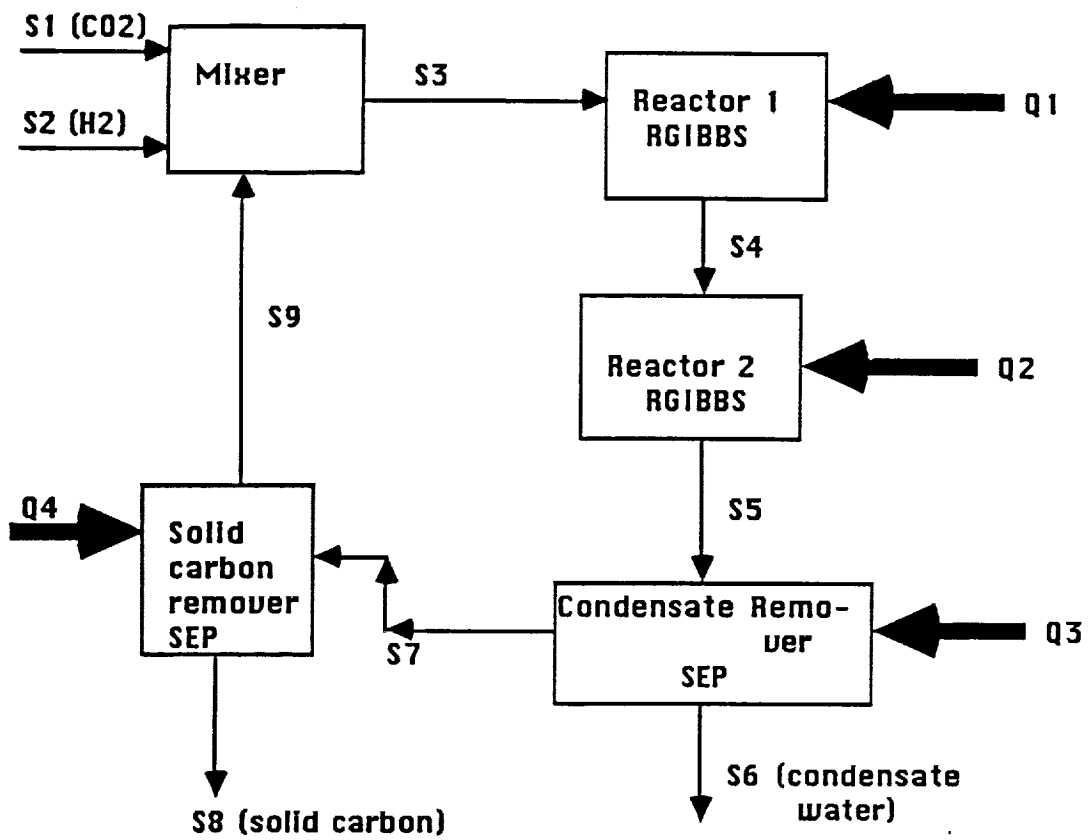 S1 (CO2)
S2 (H2)
Mixer
S3
Reactor 1
RGIBBS
Q1
S4
Reactor 2
RGIBBS
Q2
S9
S5
Q4
Solid
carbon
remover
SEP
Condensate Remo-
ver
SEP
Q3
S7
S6 (condensate
water)
S8 (solid carbon)